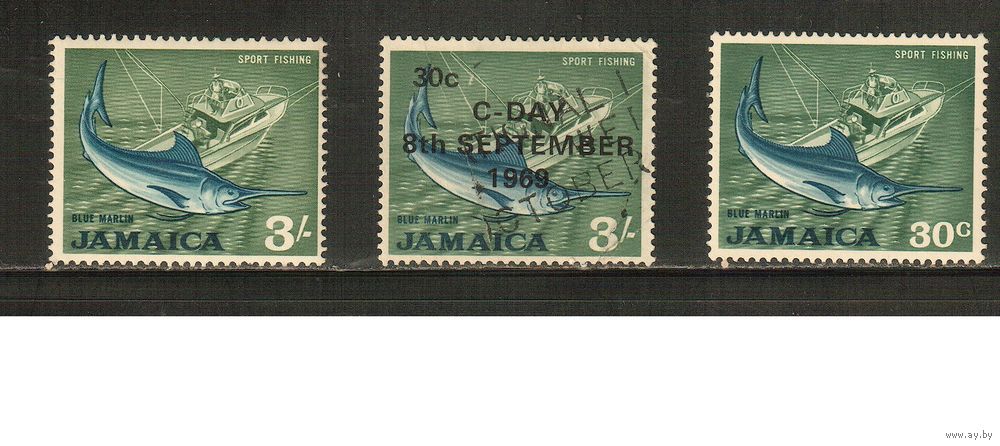 SPORT FISHING
BLUE MARLIN
JAMAICA 3/-
SPORT FISHING
30c
C-DAY
8th SEPTEMBER
1969
BLUE MARLIN
JAMAICA 3/-
SPORT FISHING
BLUE MARLIN
JAMAICA 30c
www.ay.by